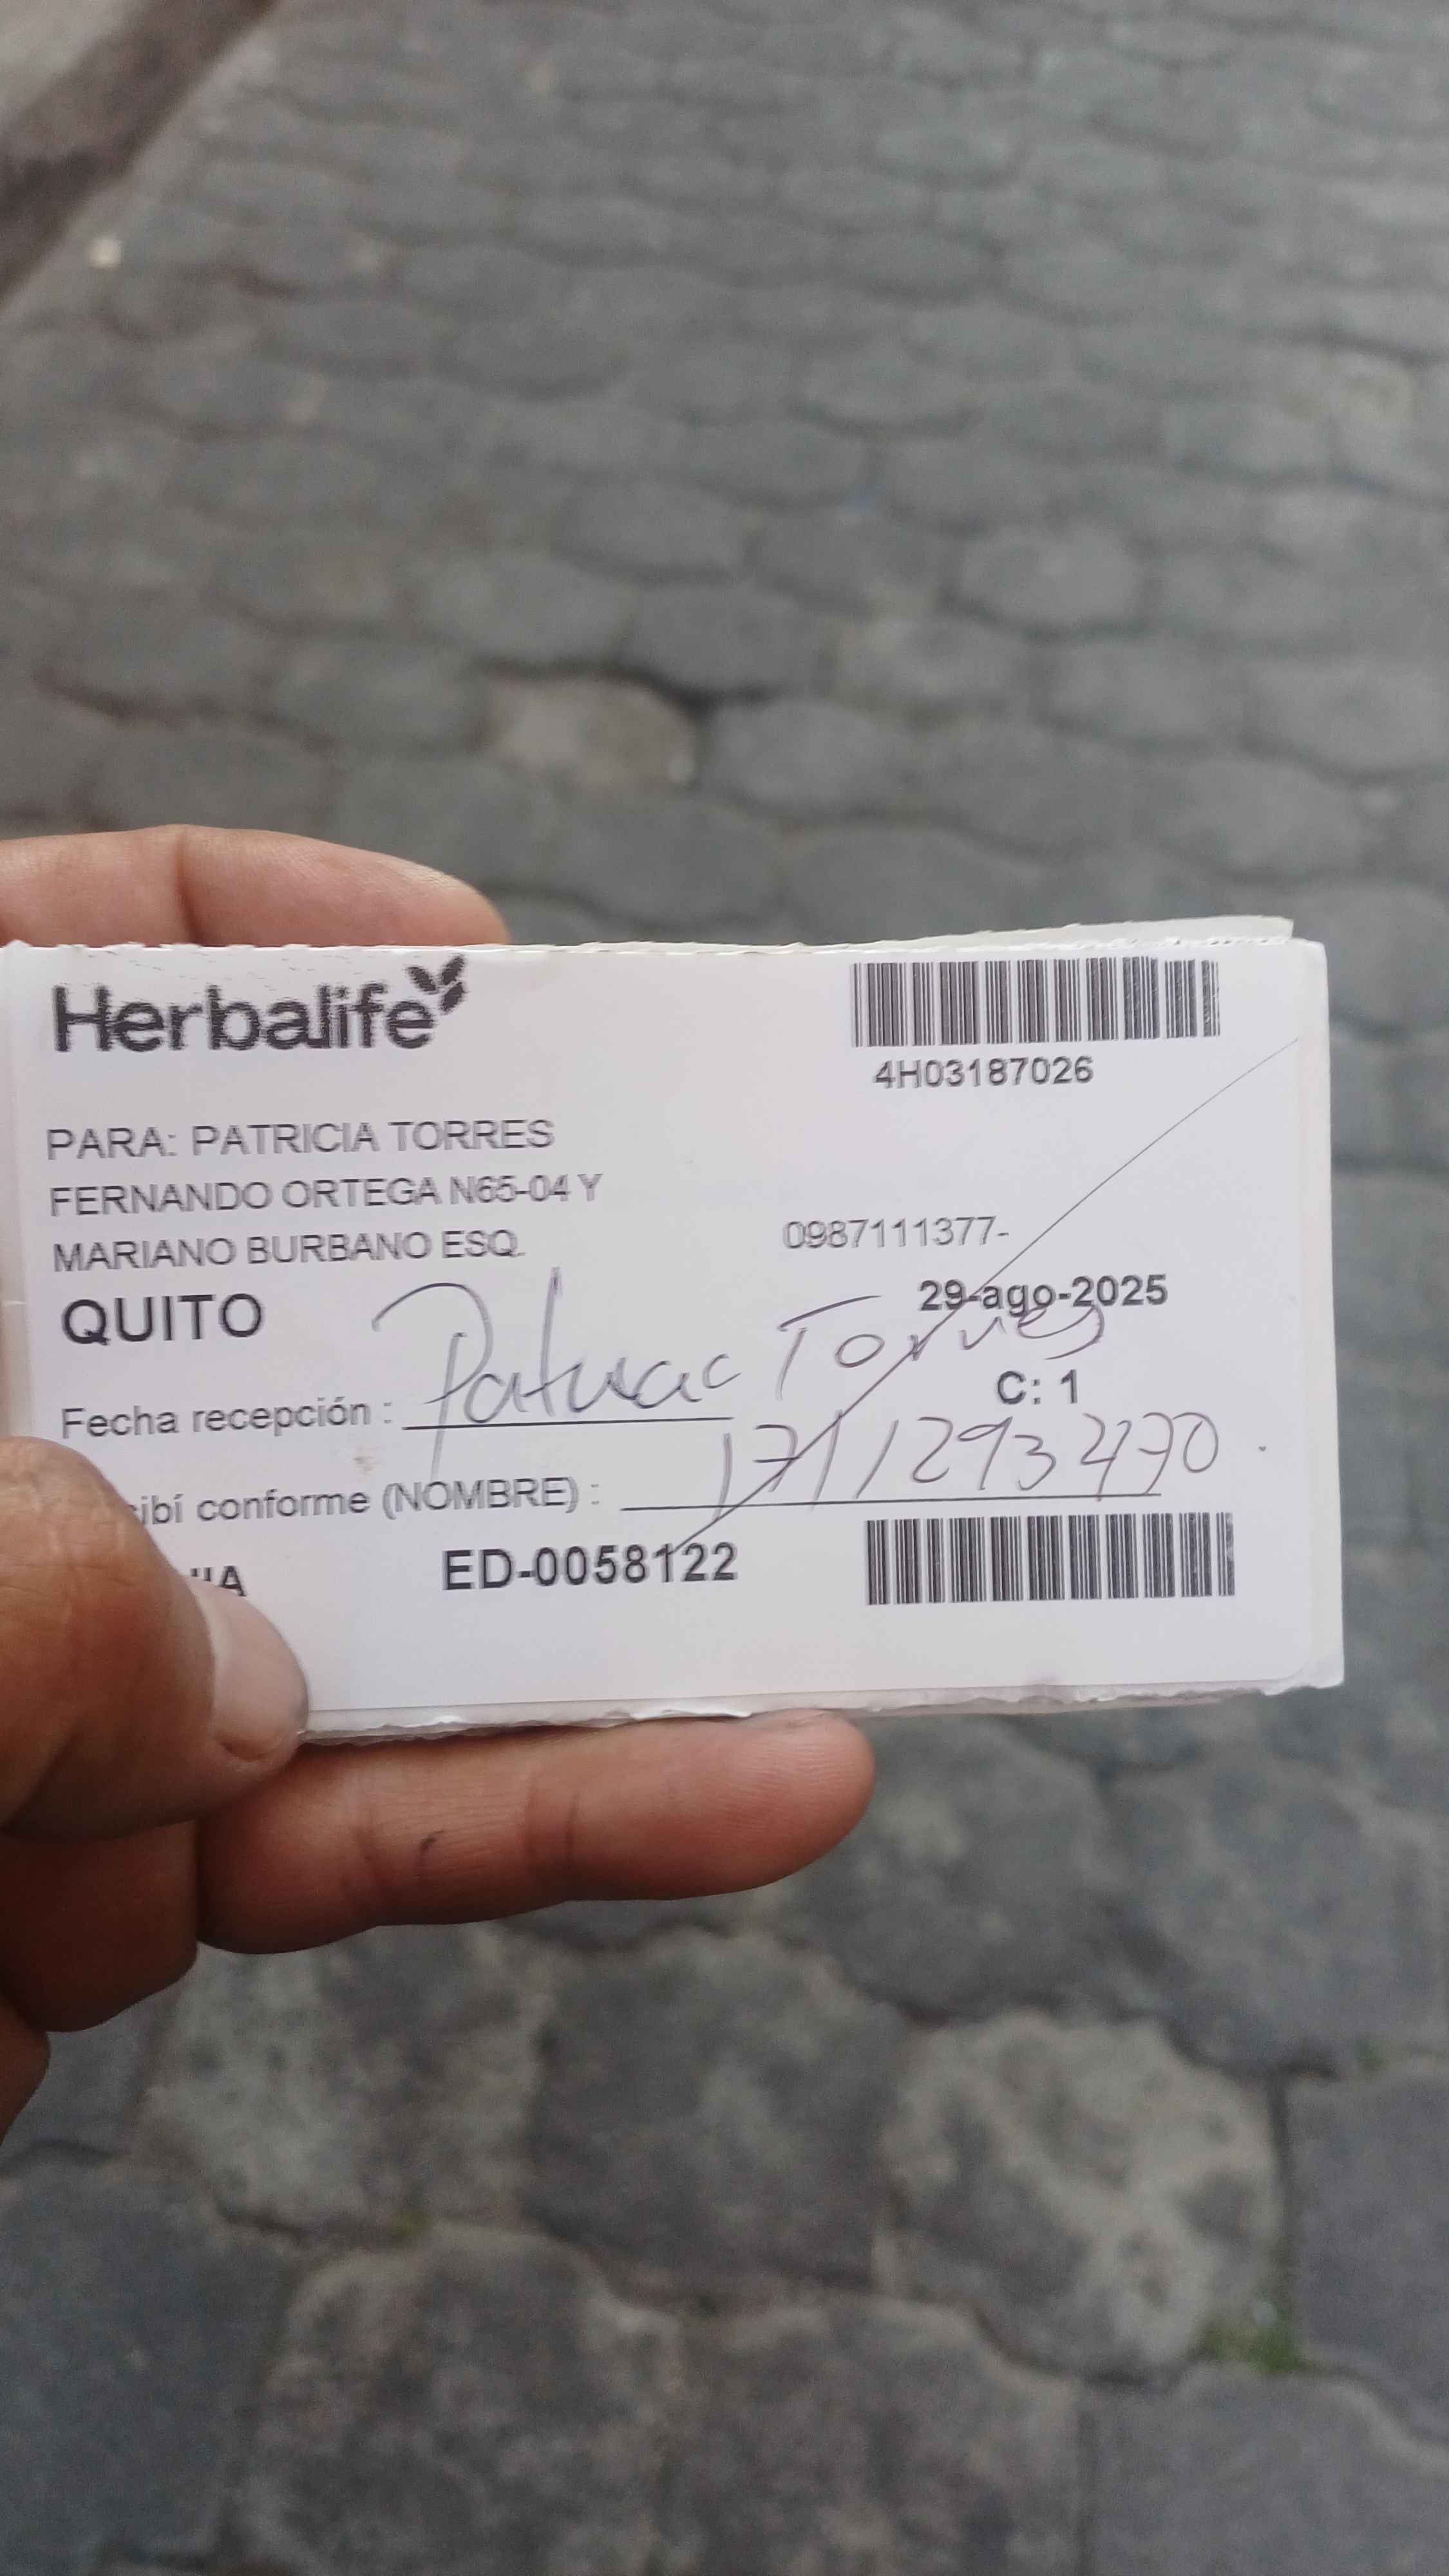 Herbalife
4H03187026
PARA: PATRICIA TORRES
FERNANDO ORTEGA N65-04 Y
MARIANO BURBANO ESQ.
0987111377-
QUITO
29-ago-2025
Fecha recepción : Patricia Torres
C: 1
ibí conforme (NOMBRE) : 1711293470
ED-0058122